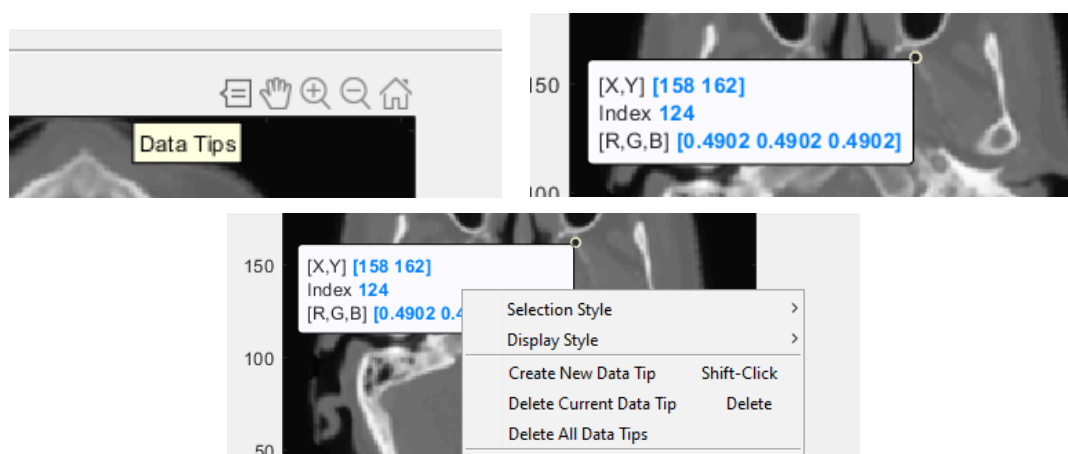 Data Tips
150
[X,Y] [158 162]
Index 124
[R,G,B] [0.4902 0.4902 0.4902]
100
150
[X,Y] [158 162]
Index 124
[R,G,B] [0.4902 0.4
Selection Style
Display Style
100
Create New Data Tip Shift-Click
Delete Current Data Tip Delete
Delete All Data Tips
50